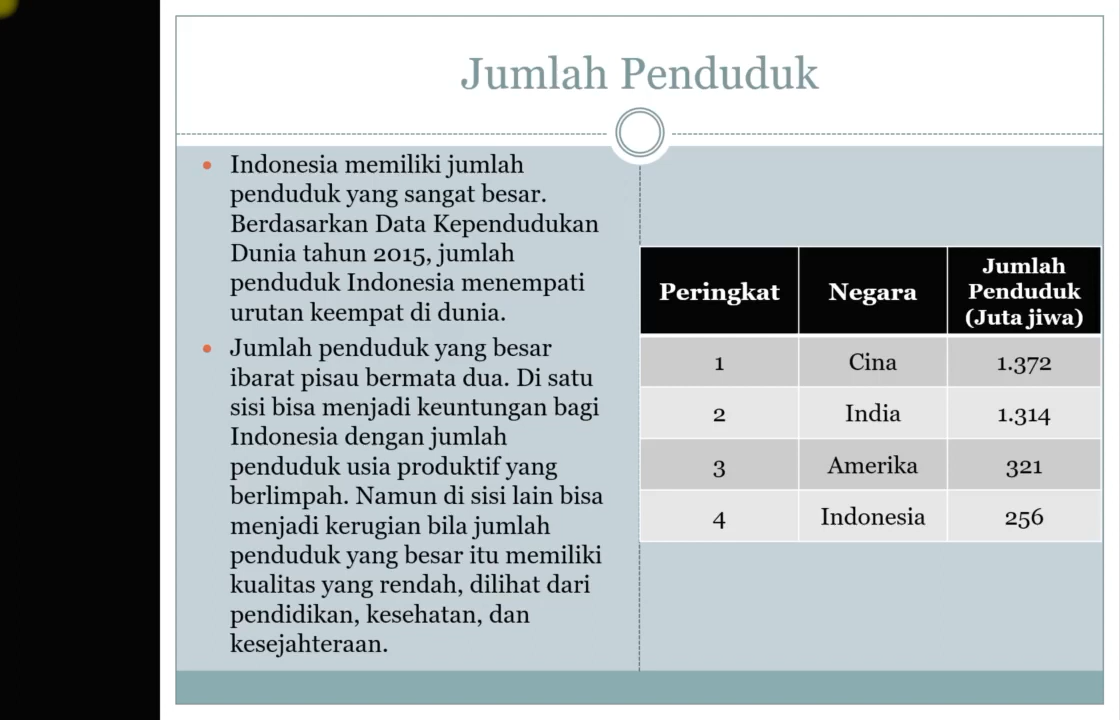 Jumlah Penduduk
Indonesia memiliki jumlah
penduduk yang sangat besar.
Berdasarkan Data Kependudukan
Dunia tahun 2015, jumlah
penduduk Indonesia menempati
urutan keempat di dunia.
Jumlah penduduk yang besar
ibarat pisau bermata dua. Di satu
sisi bisa menjadi keuntungan bagi
Indonesia dengan jumlah
penduduk usia produktif yang
berlimpah. Namun di sisi lain bisa
menjadi kerugian bila jumlah
penduduk yang besar itu memiliki
kualitas yang rendah, dilihat dari
pendidikan, kesehatan, dan
kesejahteraan.
Peringkat Negara Jumlah
Penduduk
(Juta jiwa)
1 Cina 1.372
2 India 1.314
3 Amerika 321
4 Indonesia 256